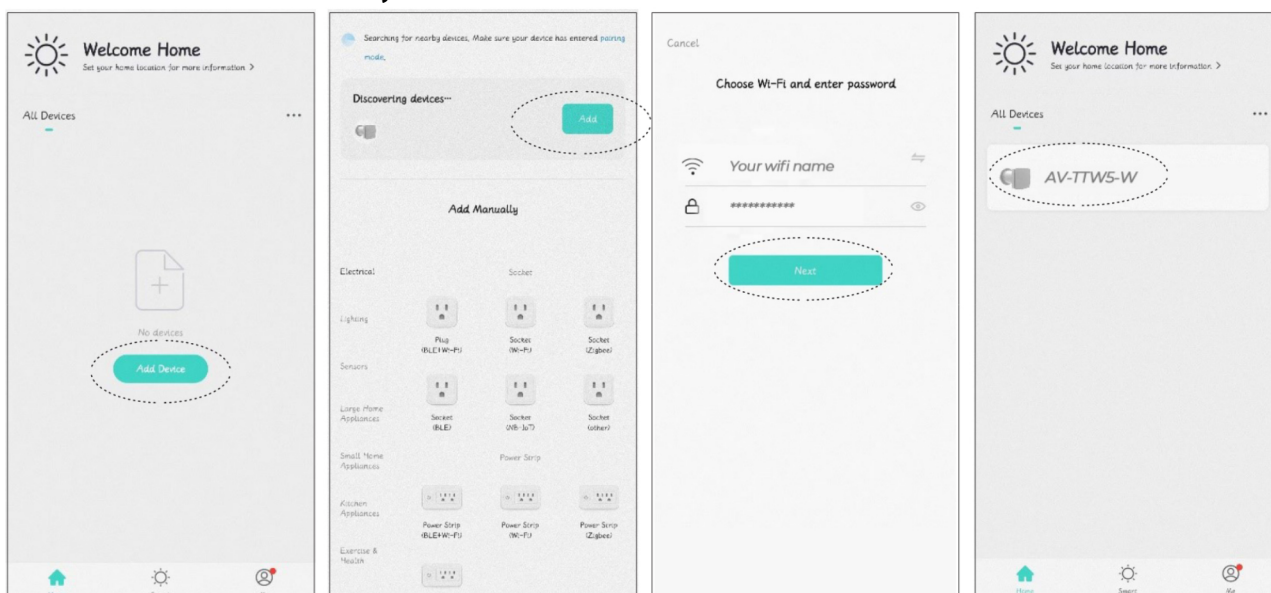 Welcome Home
Set your home location for more information >
All Devices
No devices
Add Device
Searching for nearby devices. Make sure your device has entered pairing
mode.
Discovering devices...
Add
Add Manually
Electrical
Socket
Lighting
Plug
(BLE+Wi-Fi)
Socket
(Wi-Fi)
Socket
(Zigbee)
Sensors
Large Home
Appliances
Socket
(BLE)
Socket
(NB-IoT)
Socket
(other)
Small Home
Appliances
Power Strip
Kitchen
Appliances
Power Strip
(BLE+Wi-Fi)
Power Strip
(Wi-Fi)
Power Strip
(Zigbee)
Exercise &
Health
Cancel
Choose Wi-Fi and enter password
Your wifi name
***********
Next
Welcome Home
Set your home location for more information >
All Devices
AV-TTW5-W
Home
Smart
Me